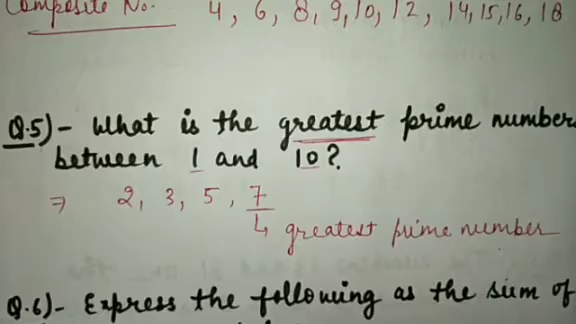 Composite No. 4, 6, 8, 9, 10, 12, 14, 15, 16, 18
Q.5)- What is the greatest prime number
between 1 and 10?
⇒ 2, 3, 5, 7
↳ greatest prime number
Q.6)- Express the following as the sum of